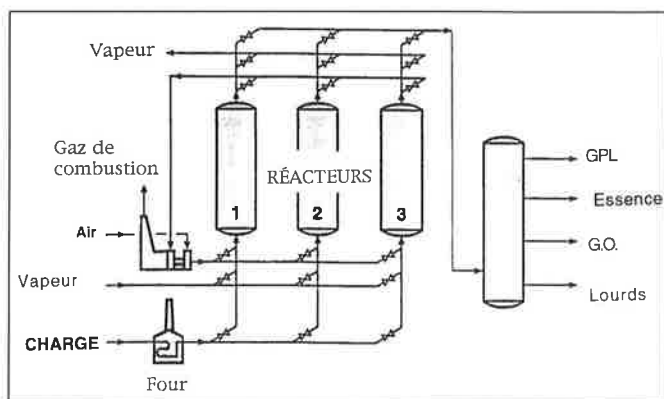 Vapeur
Gaz de
combustion
RÉACTEURS
1 2 3
Air
Vapeur
CHARGE
Four
GPL
Essence
G.O.
Lourds